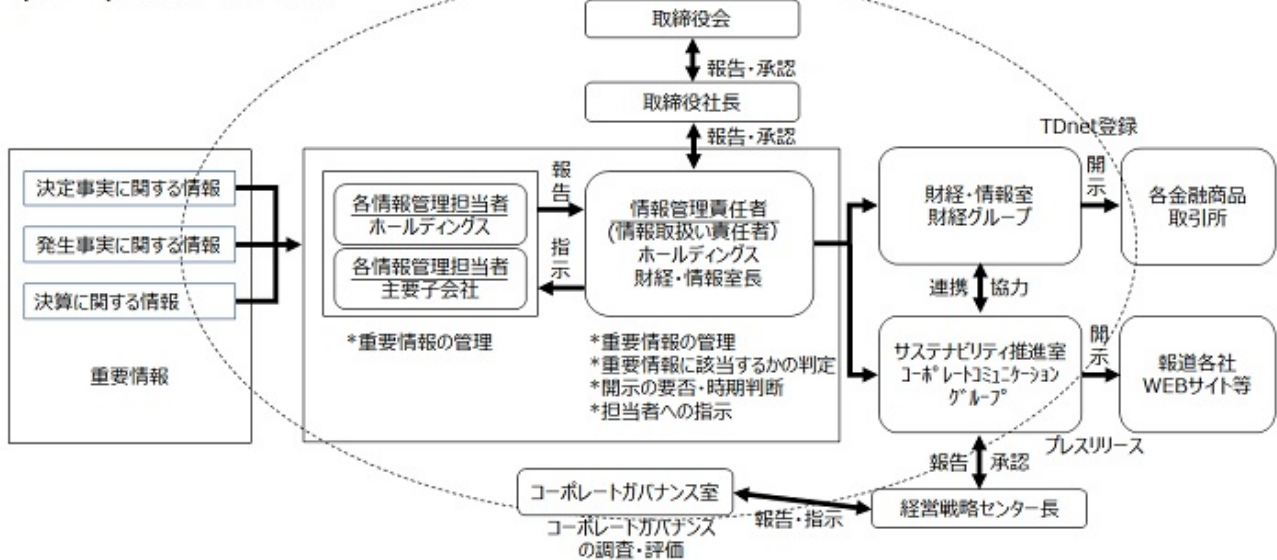 取締役会
報告・承認
取締役社長
報告・承認
TDnet登録
決定事実に関する情報
発生事実に関する情報
決算に関する情報
重要情報
各情報管理担当者
ホールディングス
各情報管理担当者
主要子会社
*重要情報の管理
報告
指示
情報管理責任者
(情報取扱い責任者)
ホールディングス
財経・情報室長
*重要情報の管理
*重要情報に該当するかの判定
*開示の要否・時期判断
*担当者への指示
財経・情報室
財経グループ
開示
各金融商品
取引所
連携 協力
サステナビリティ推進室
コーポレートコミュニケーション
グループ
開示
報道各社
WEBサイト等
プレスリリース
報告 承認
経営戦略センター長
報告・指示
コーポレートガバナンス室
コーポレートガバナンス
の調査・評価